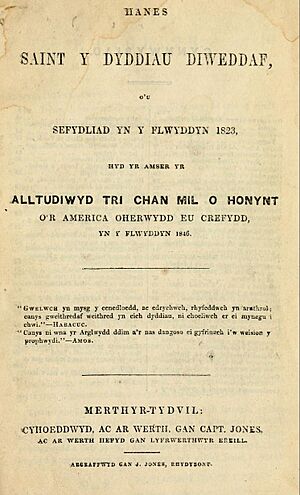 HANES
SAINT Y DYDDIAU DIWEDDAF,
O'U
SEFYDLIAD YN Y FLWYDDYN 1823,
HYD YR AMSER YR
ALLTUDIWYD TRI CHAN MIL O HONYNT
O'R AMERICA OHERWYDD EU CREFYDD,
YN Y FLWYDDYN 1846.
"Gwelwch yn mysg y cenedloedd, ac edrychwch, rhyfeddwch yn aruthrol;
canys gweithredaf weithred yn eich dyddiau, ni choeliwch er ei mynegu i
chwi."—Habacuc.
"Canys ni wna yr Arglwydd ddim a'r nas dangoso ei gyfrinach i'w weision y
prophwydi."—Amos.
MERTHYR-TYDVIL:
CYHOEDDWYD, AC AR WERTH, GAN CAPT. JONES,
AC AR WERTH HEFYD GAN LYFRWERTHWYR EREILL.
ARGRAFFWYD GAN J. JONES, RHYDYBONT.